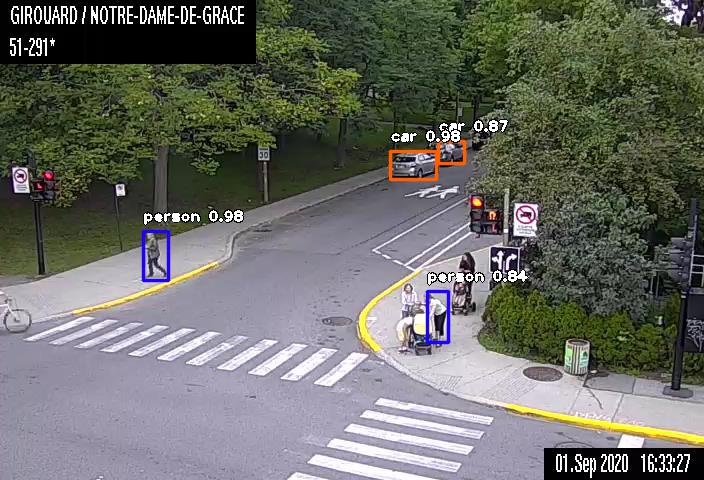 GIROUARD / NOTRE-DAME-DE-GRACE
51-291*
car 0.87
car 0.98
30
person 0.98
person 0.84
01.Sep 2020 16:33:27